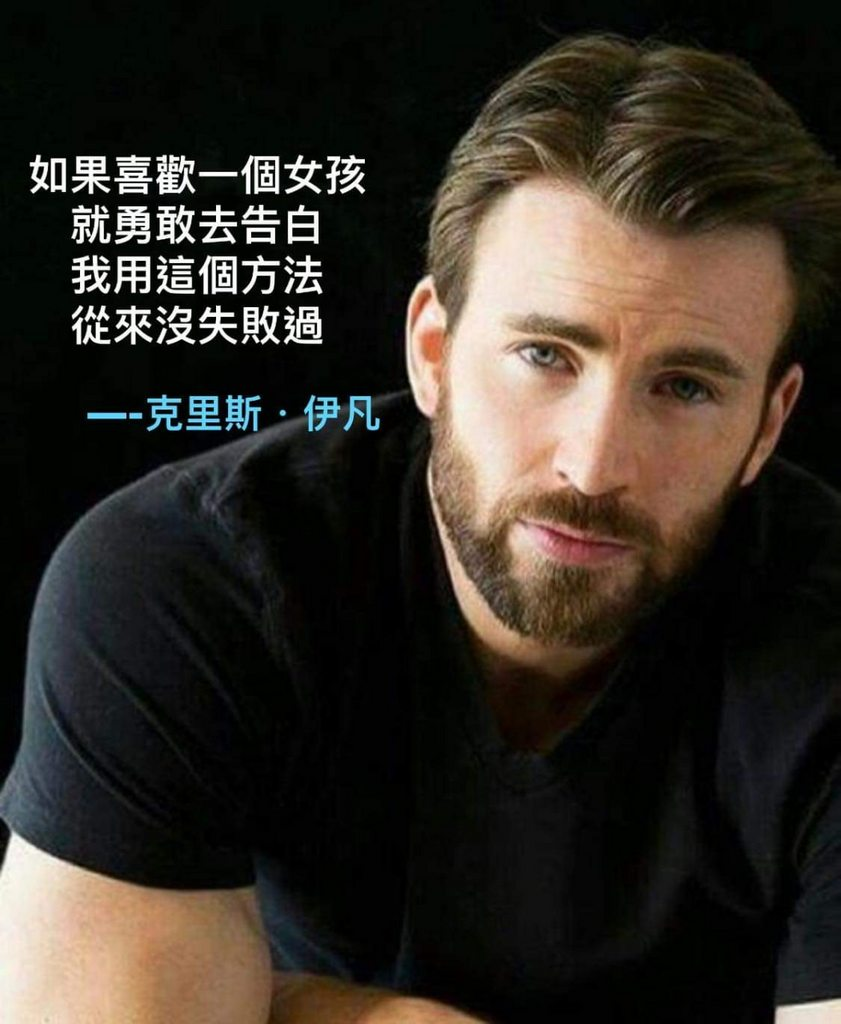 如果喜歡一個女孩
就勇敢去告白
我用這個方法
從來沒失敗過
—-克里斯·伊凡